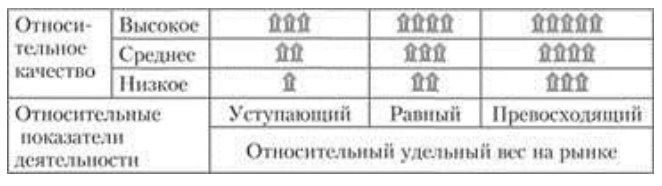 Относи-
тельное
качество
Высокое
Среднее
Низкое
Относительные
показатели
деятельности
Уступающий Равный Превосходящий
Относительный удельный вес на рынке